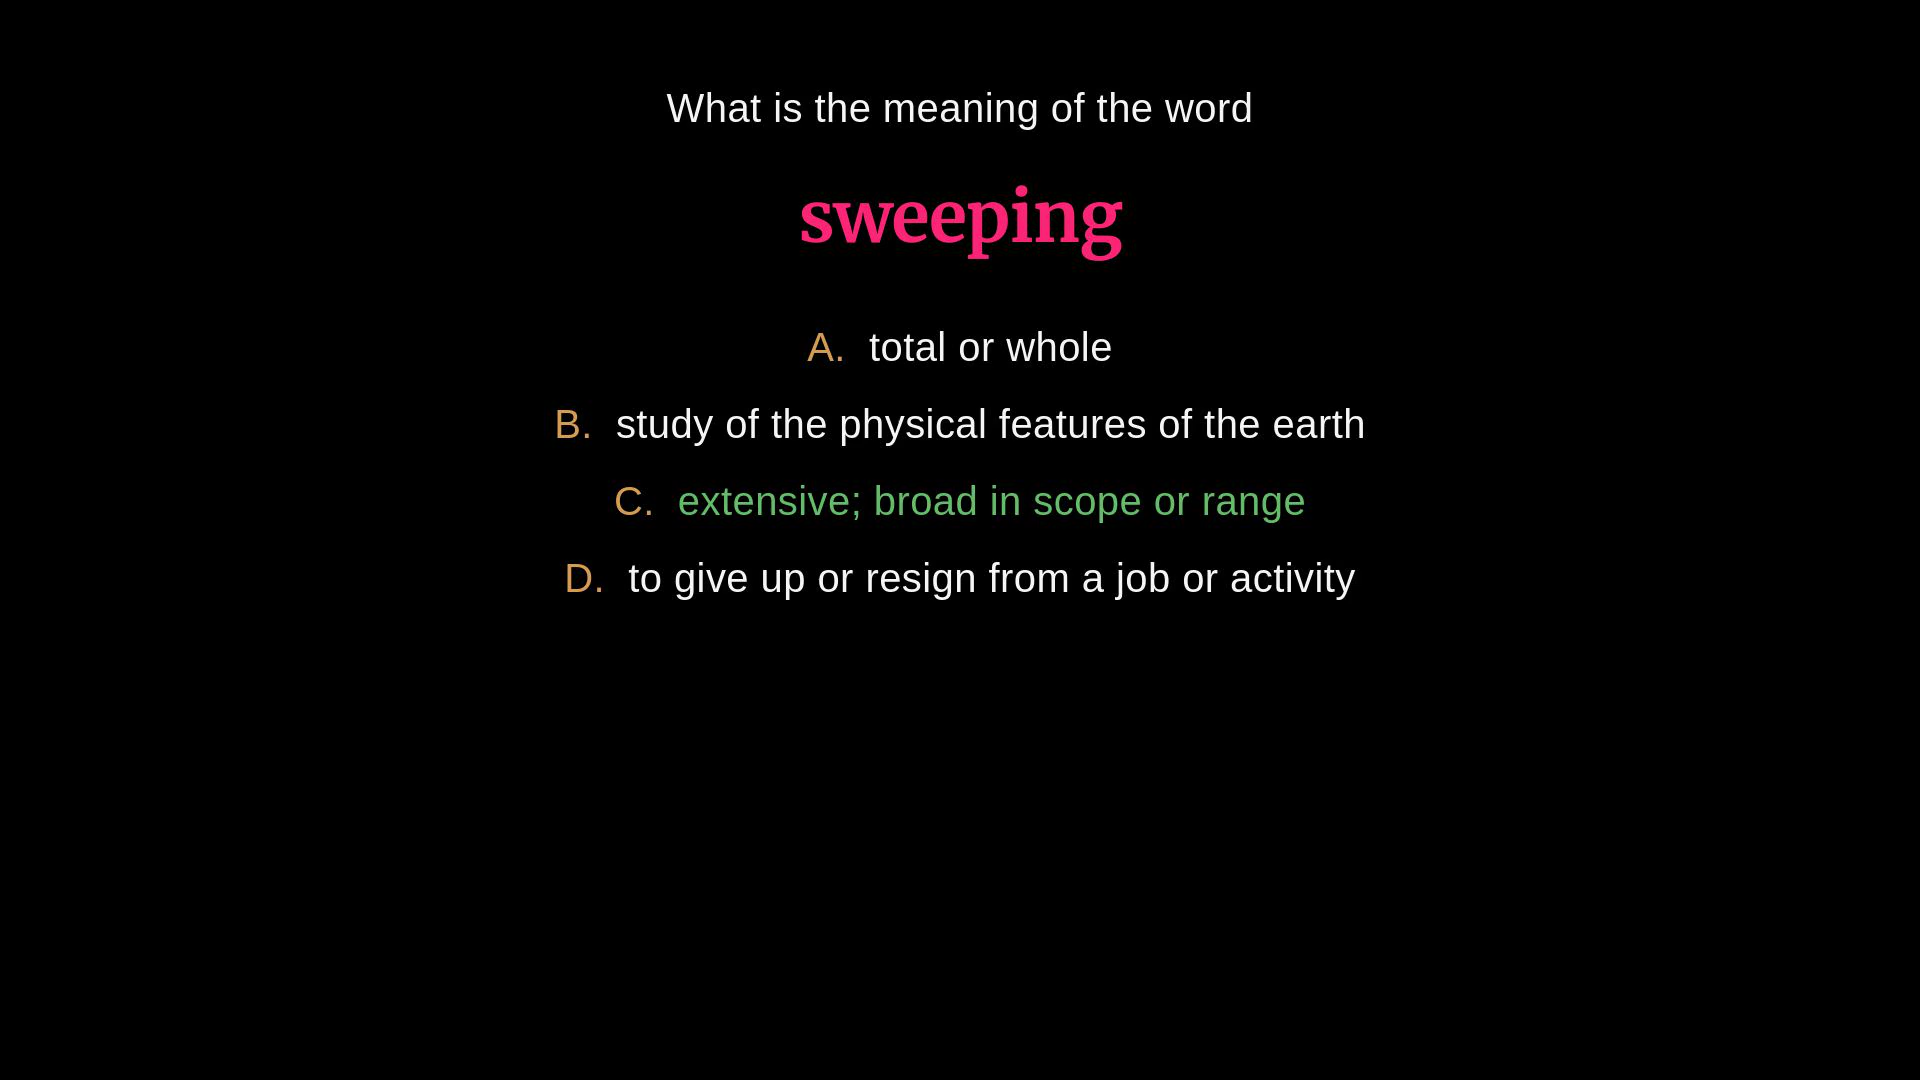 What is the meaning of the word
sweeping
A. total or whole
B. study of the physical features of the earth
C. extensive; broad in scope or range
D. to give up or resign from a job or activity